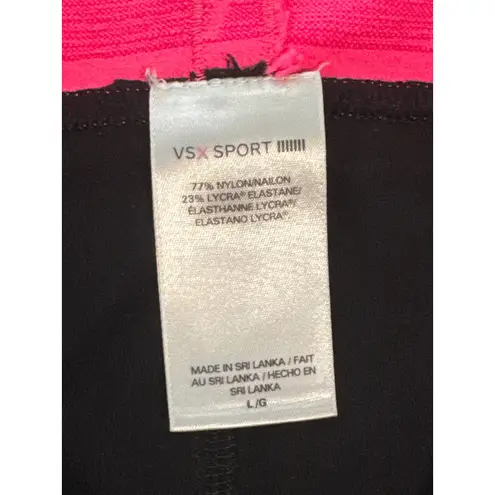 VSX SPORT
77% NYLON/NAILON
23% LYCRA® ELASTANE/
ÉLASTHANNE LYCRA®/
ELASTANO LYCRA®
MADE IN SRI LANKA / FAIT
AU SRI LANKA / HECHO EN
SRI LANKA
L / G